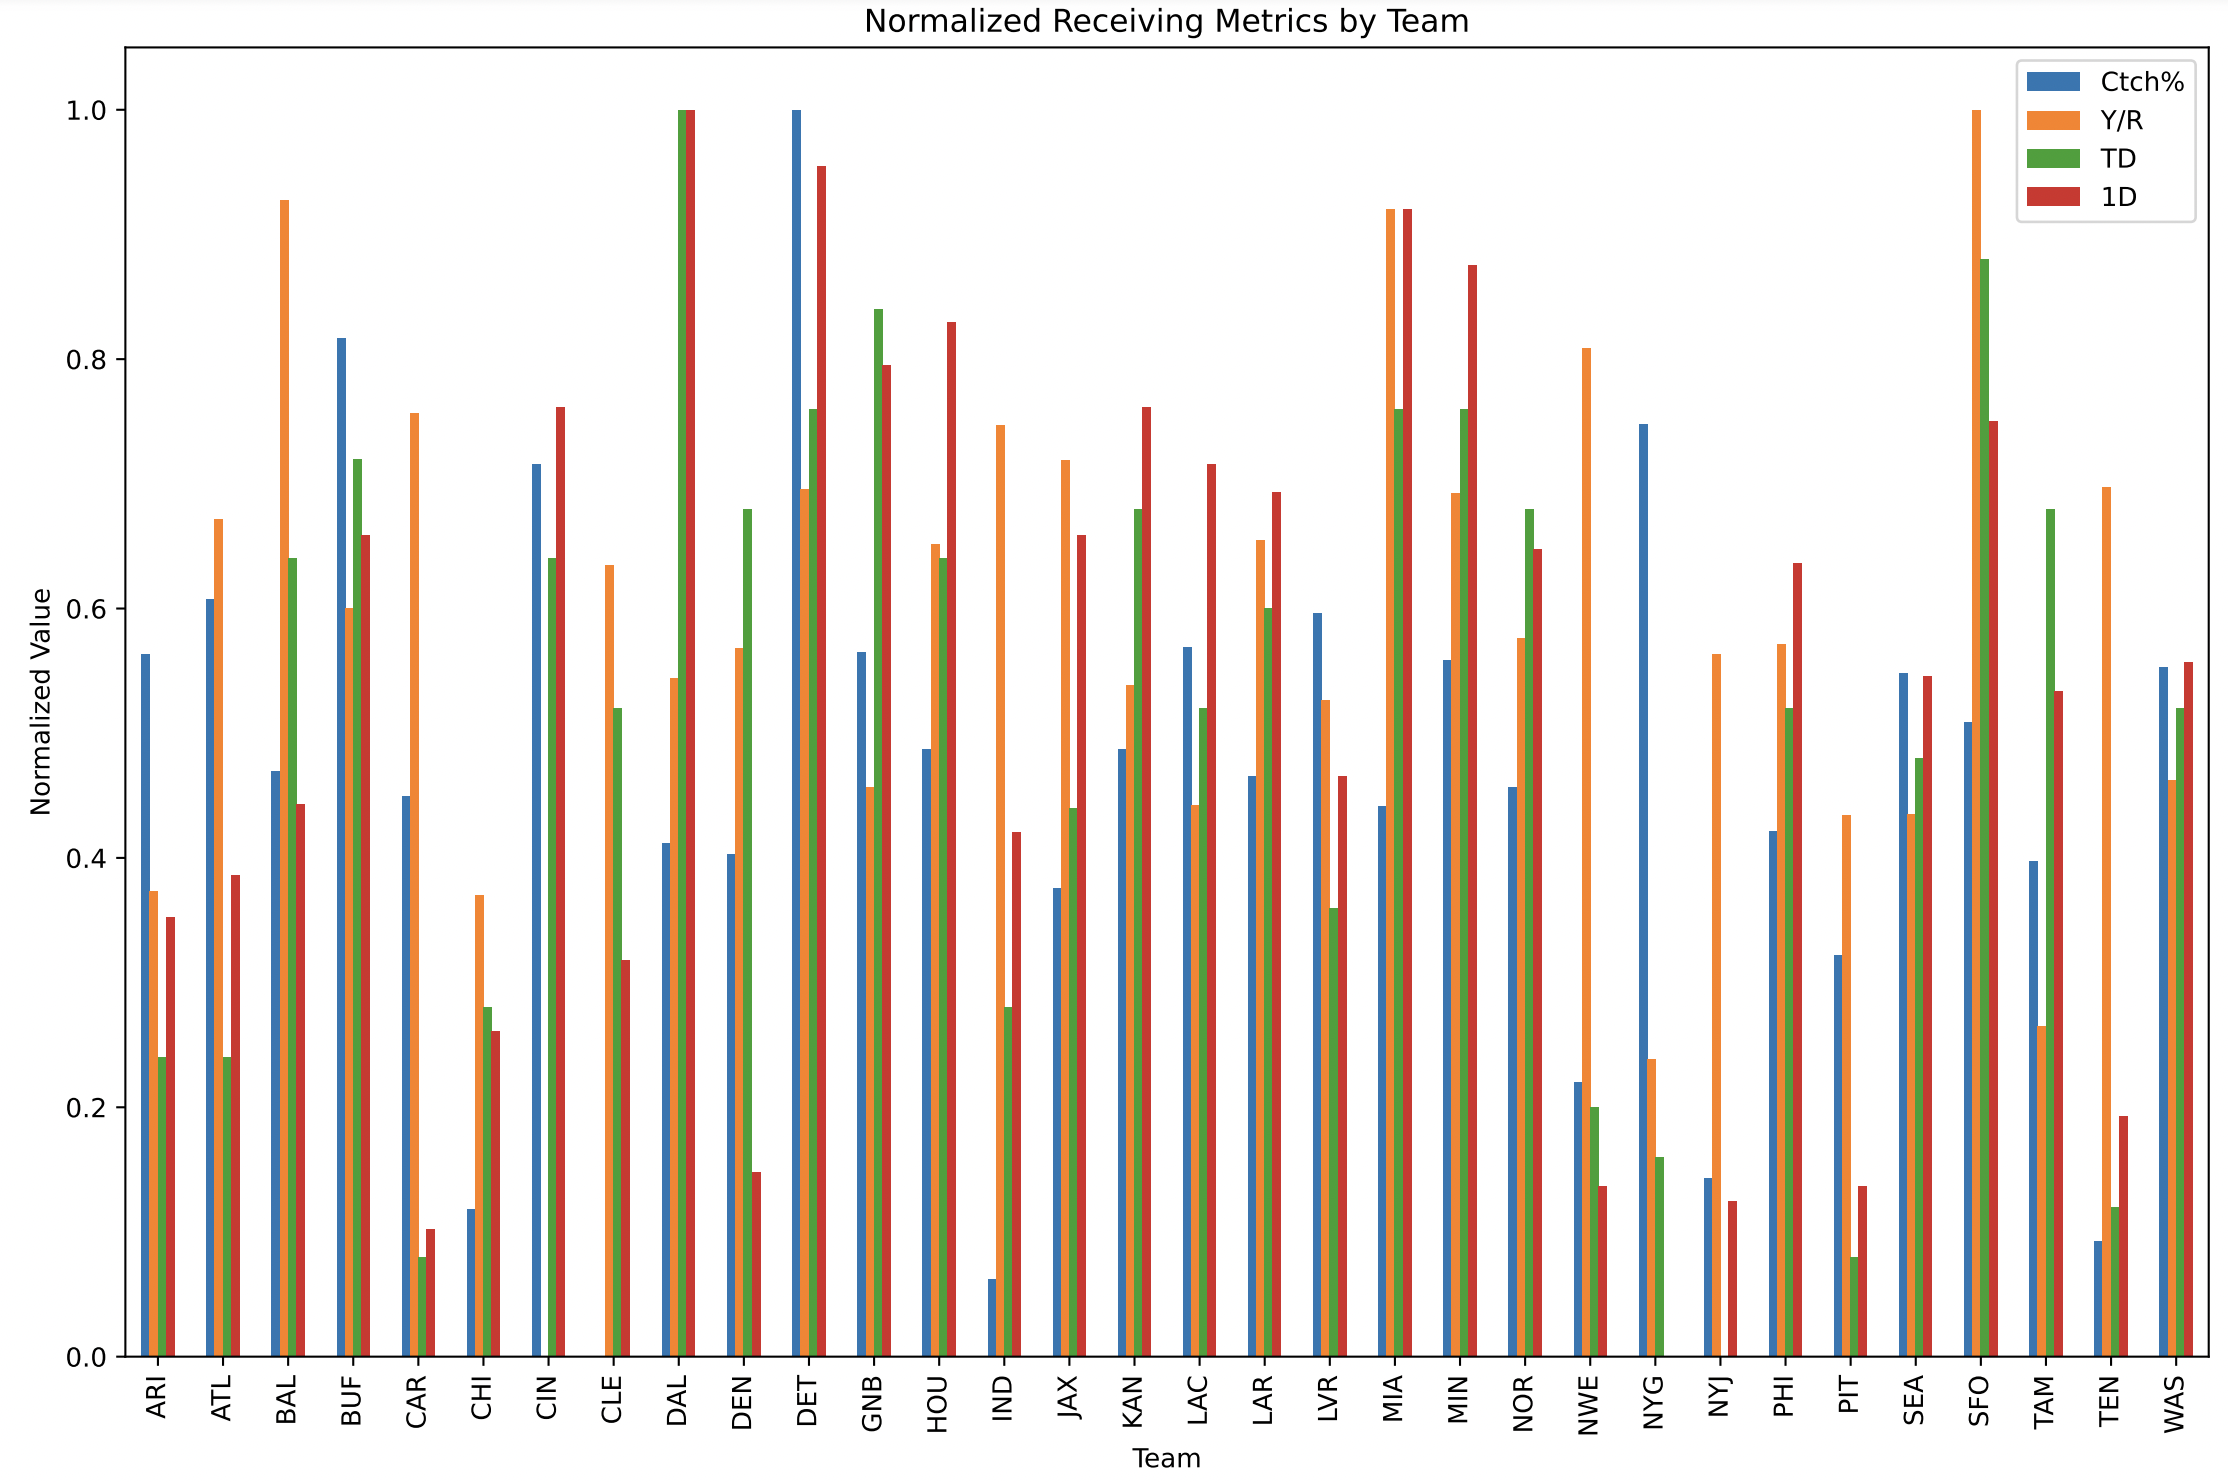 Normalized Receiving Metrics by Team
Ctch%
Y/R
TD
1D
Normalized Value
1.0
0.8
0.6
0.4
0.2
0.0
ARI
ATL
BAL
BUF
CAR
CHI
CIN
CLE
DAL
DEN
DET
GNB
HOU
IND
JAX
KAN
LAC
LAR
LVR
MIA
MIN
NOR
NWE
NYG
NYJ
PHI
PIT
SEA
SFO
TAM
TEN
WAS
Team